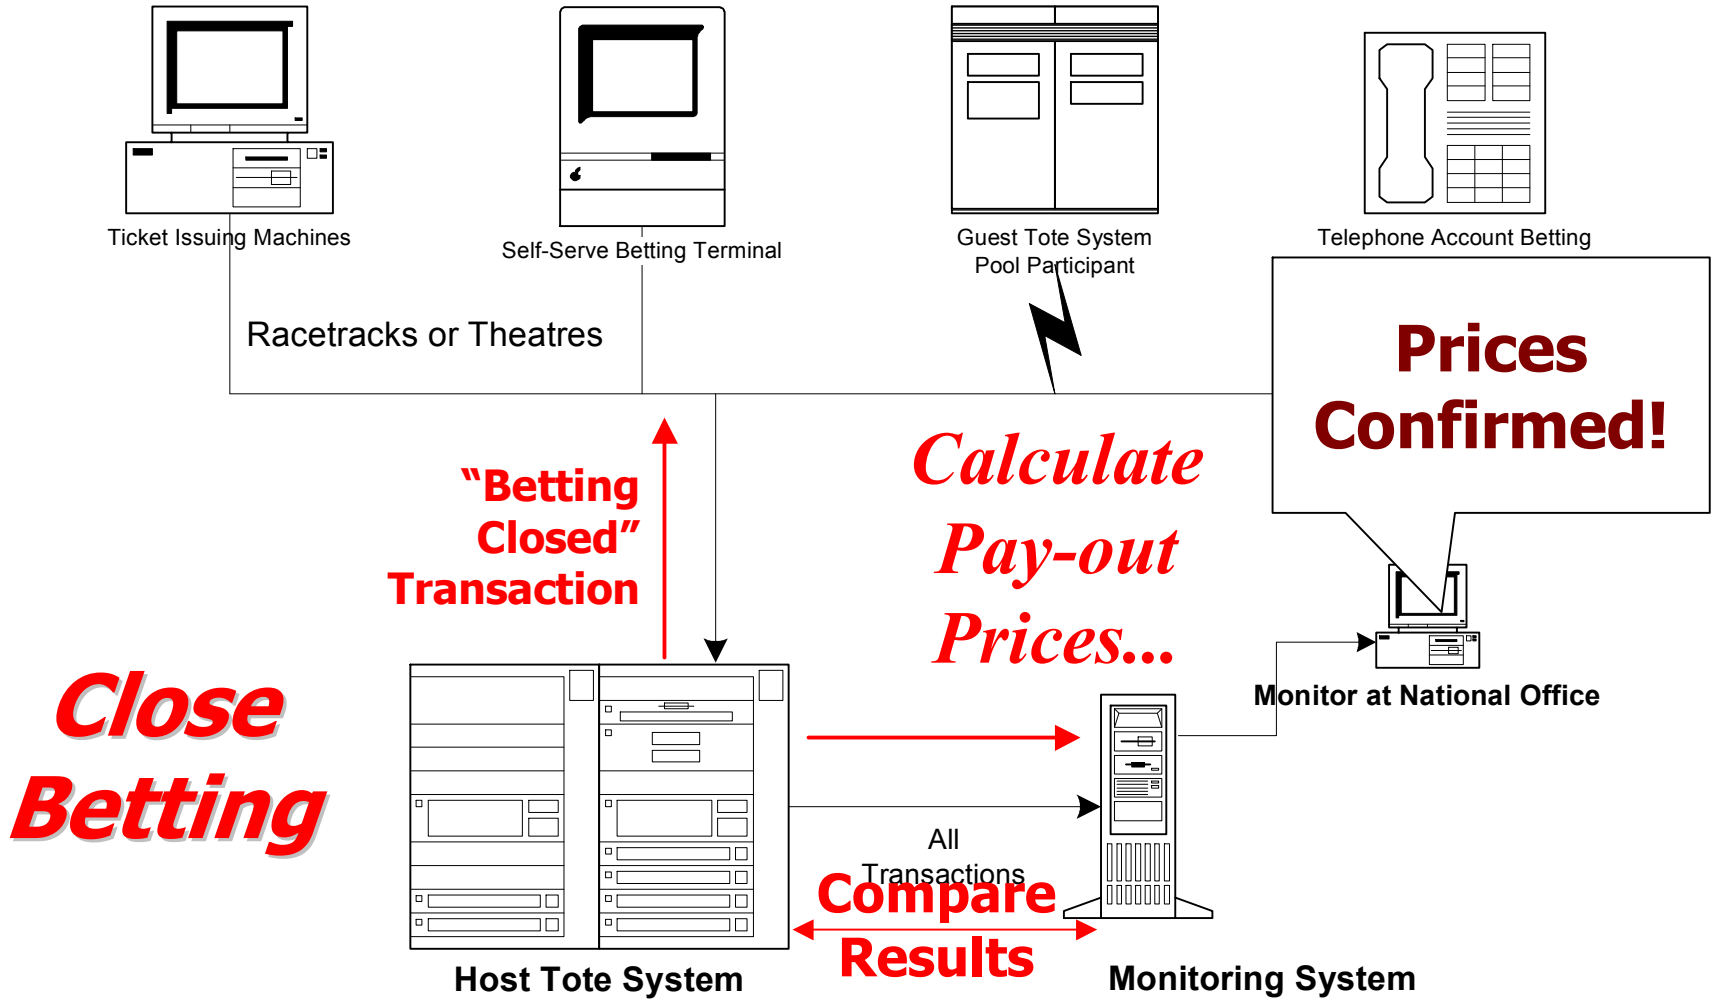 Ticket Issuing Machines
Self-Serve Betting Terminal
Guest Tote System
Pool Participant
Telephone Account Betting
Racetracks or Theatres
Prices
Confirmed!
“Betting
Closed”
Transaction
Calculate
Pay-out
Prices...
Monitor at National Office
Close
Betting
All
Transactions
Compare
Results
Host Tote System
Monitoring System